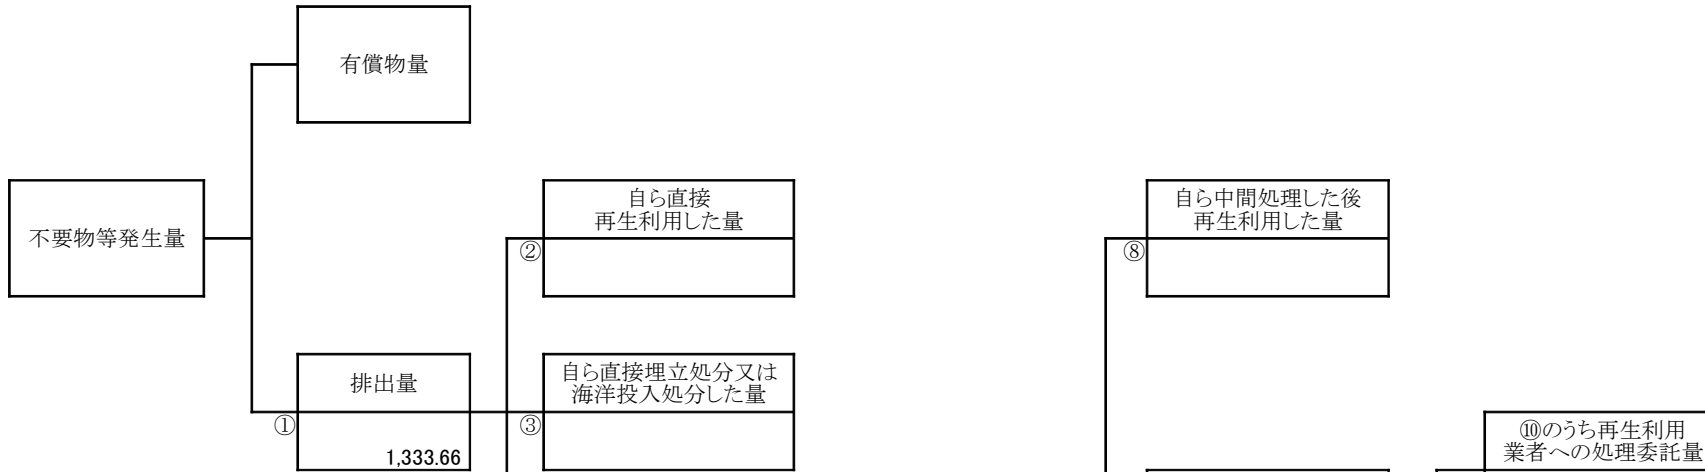 有償物量
不要物等発生量
自ら直接
再生利用した量
②
自ら中間処理した後
再生利用した量
⑧
排出量
①
1,333.66
自ら直接埋立処分又は
海洋投入処分した量
③
⑩のうち再生利用
業者への処理委託量